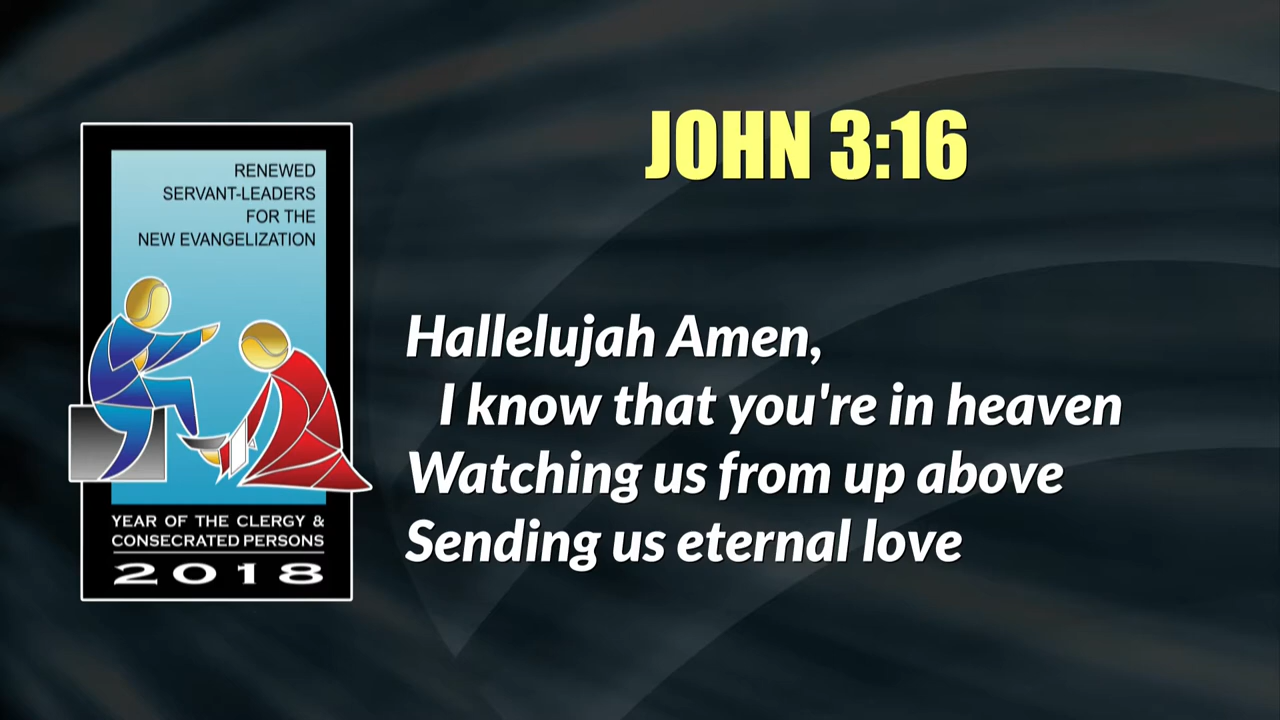 RENEWED
SERVANT-LEADERS
FOR THE
NEW EVANGELIZATION
YEAR OF THE CLERGY &
CONSECRATED PERSONS
2018
JOHN 3:16
Hallelujah Amen,
I know that you're in heaven
Watching us from up above
Sending us eternal love